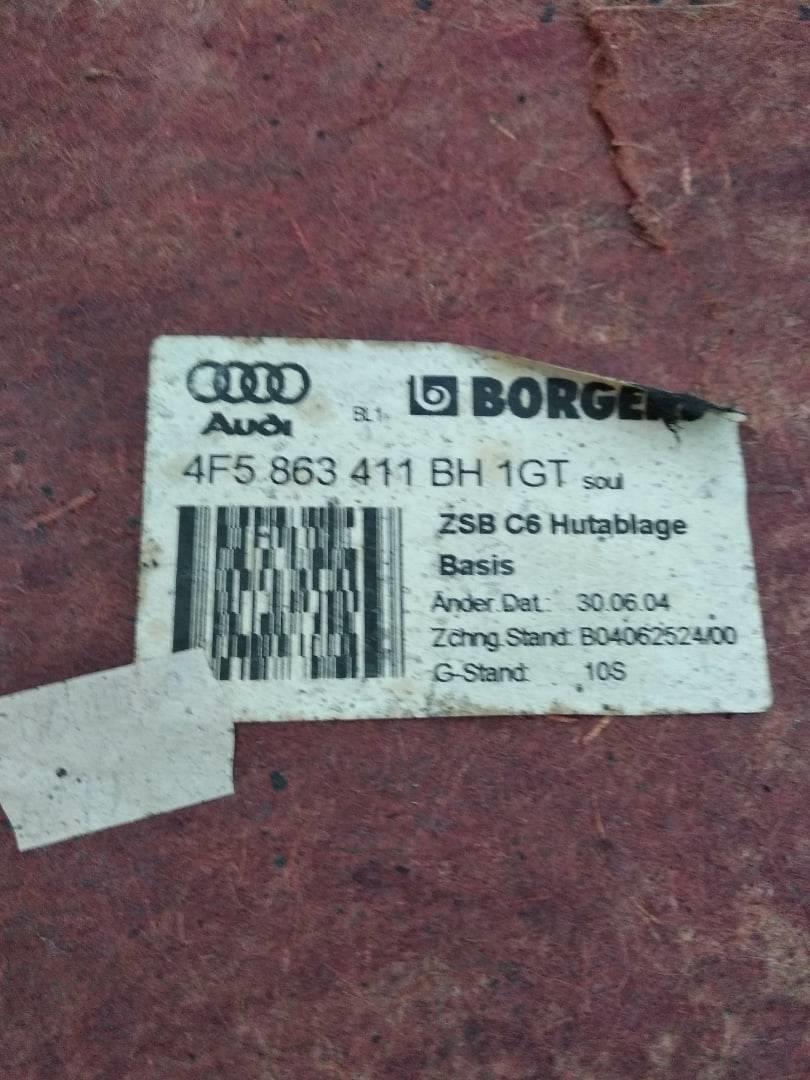 Audi
BL1-
BORGERS
4F5 863 411 BH 1GT soul
ZSB C6 Hutablage
Basis
Änder.Dat.: 30.06.04
Zchng.Stand: B04062524/00
G-Stand: 10S